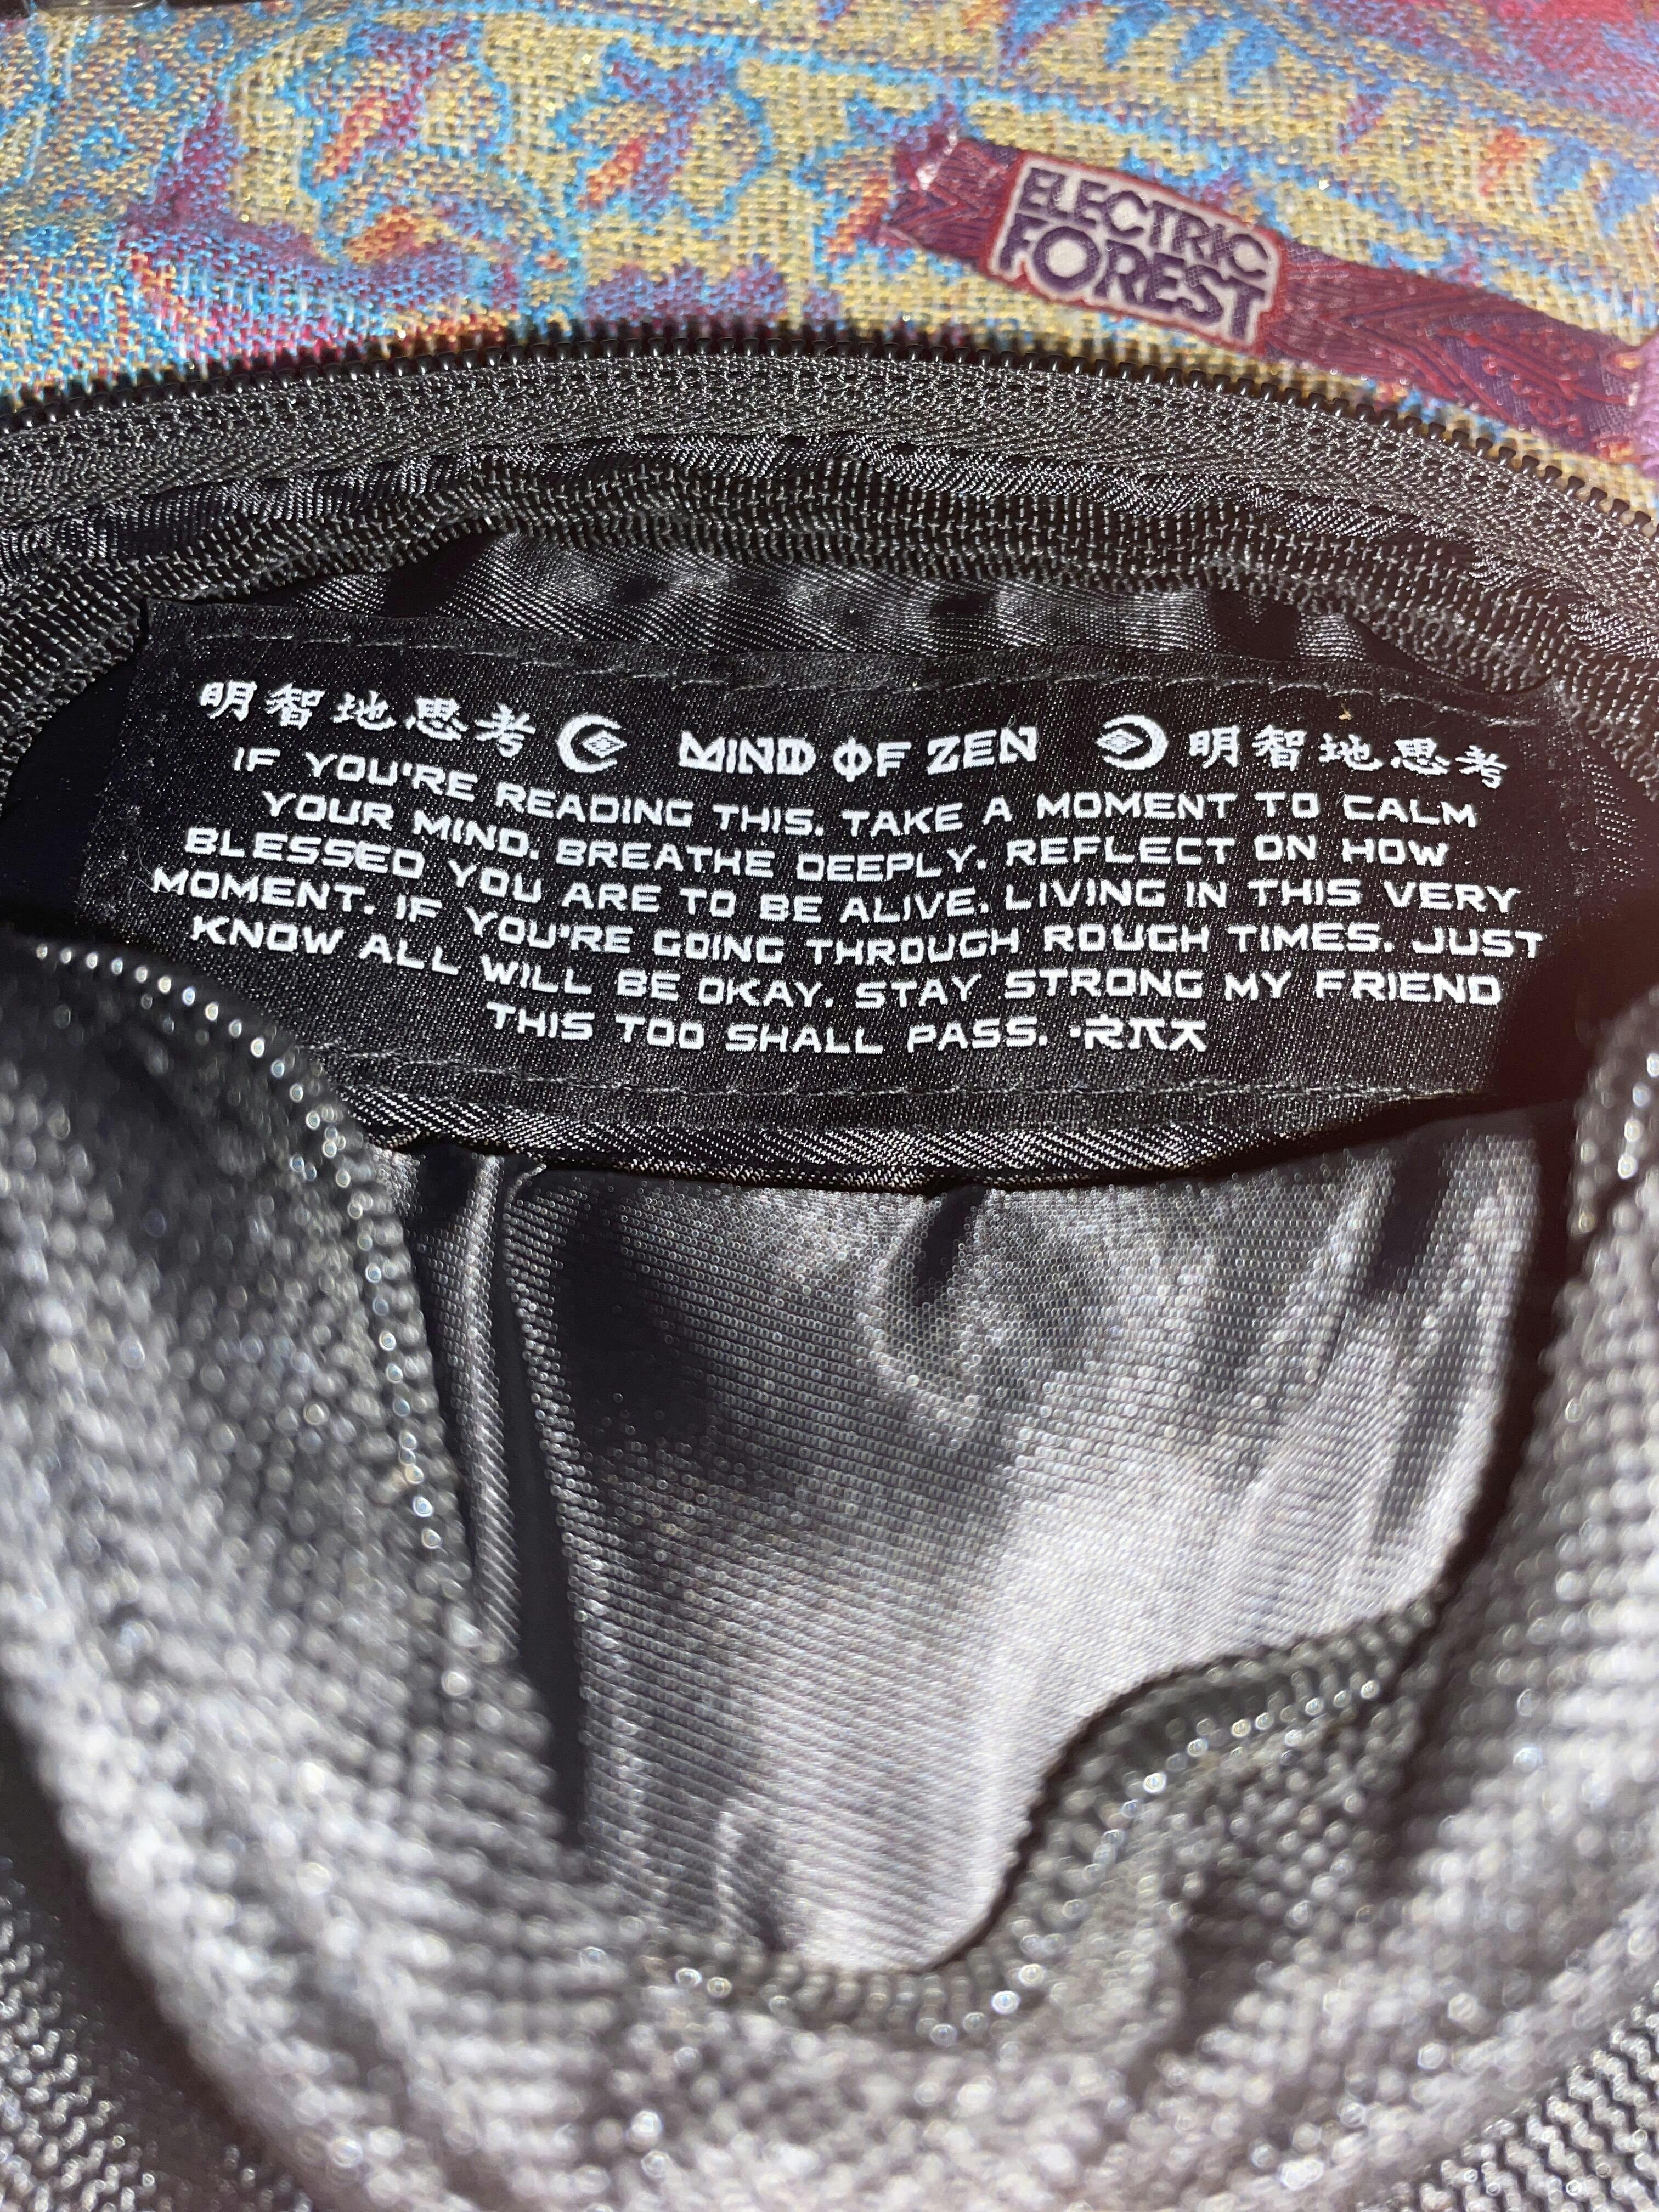 ELECTRIC
FOREST
明智地思考 MIND OF ZEN 明智地思考
IF YOU'RE READING THIS. TAKE A MOMENT TO CALM
YOUR MIND. BREATHE DEEPLY. REFLECT ON HOW
BLESSED YOU ARE TO BE ALIVE. LIVING IN THIS VERY
MOMENT. IF YOU'RE GOING THROUGH ROUGH TIMES. JUST
KNOW ALL WILL BE OKAY. STAY STRONG MY FRIEND
THIS TOO SHALL PASS.